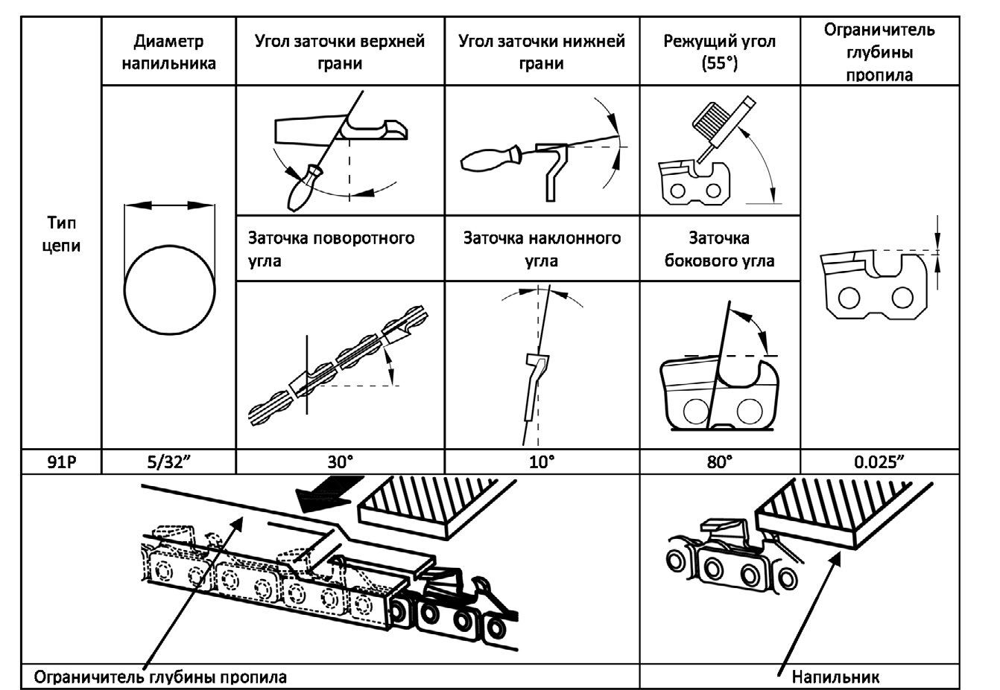 Диаметр
напильника
Угол заточки верхней
грани
Угол заточки нижней
грани
Режущий угол
(55°)
Ограничитель
глубины
пропила
Тип
цепи
Заточка поворотного
угла
Заточка наклонного
угла
Заточка
бокового угла
91P
5/32”
30°
10°
80°
0.025”
Ограничитель глубины пропила
Напильник